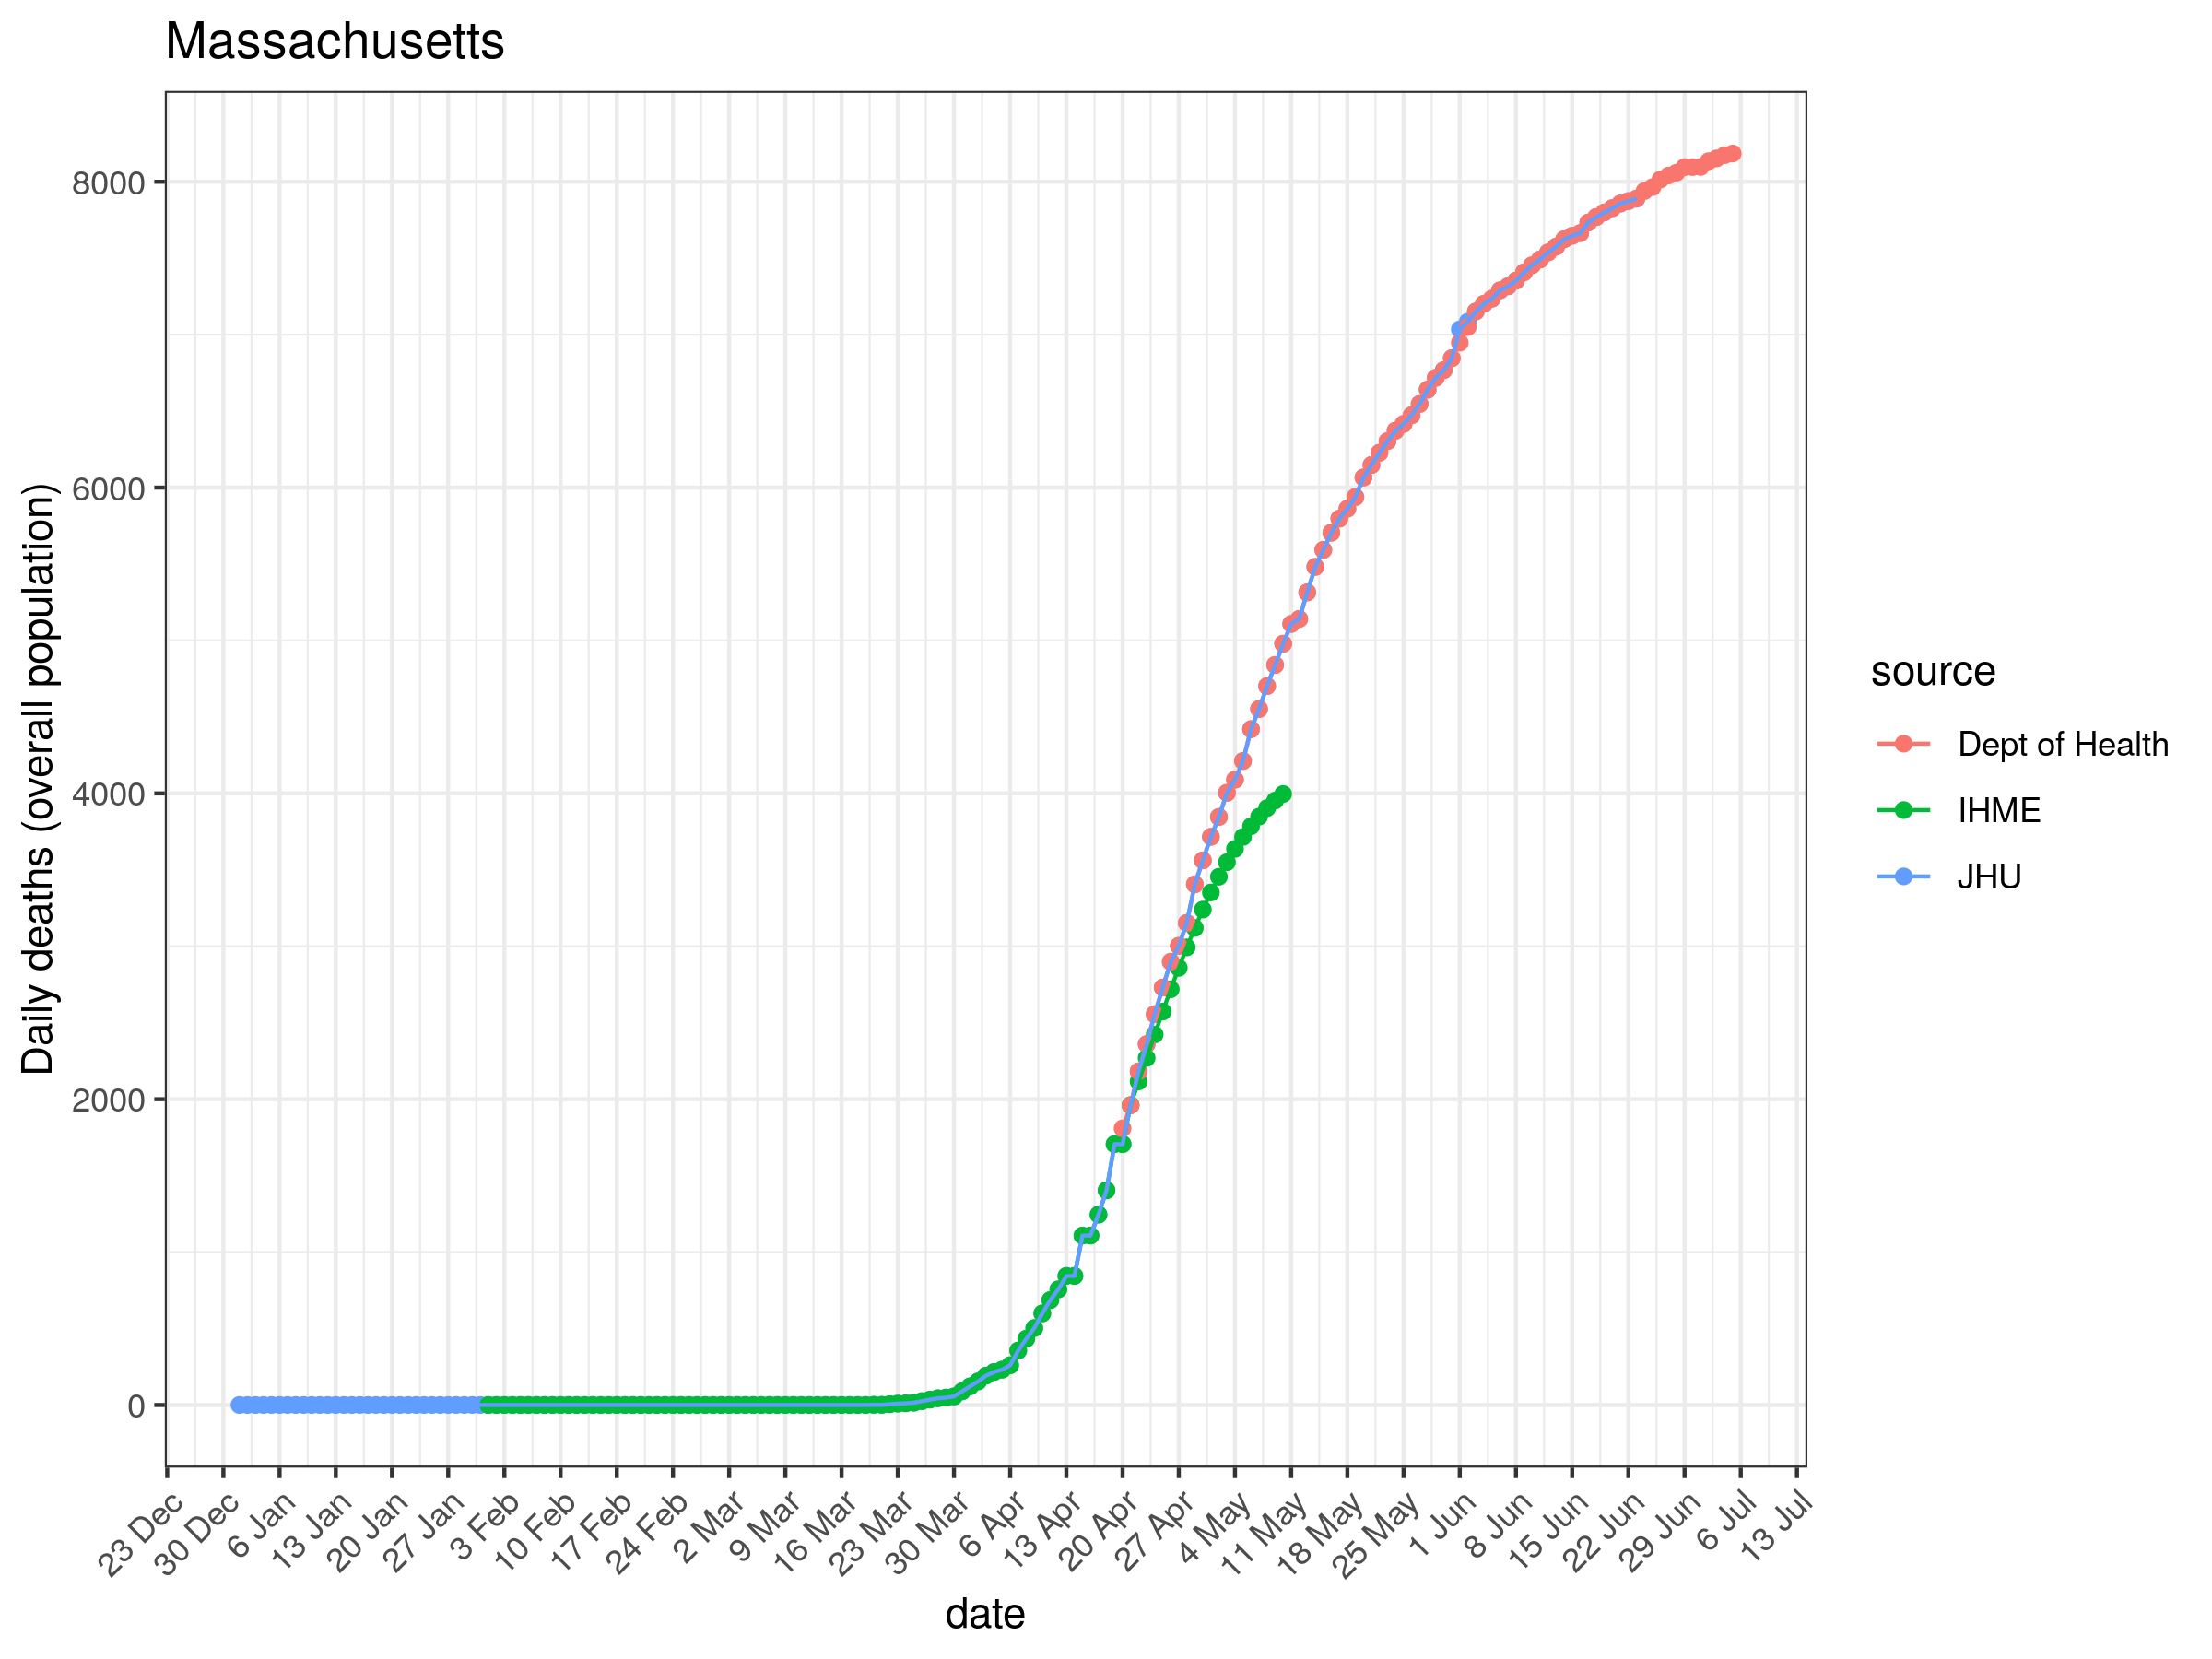 Massachusetts
Daily deaths (overall population)
8000
6000
4000
2000
0
23 Dec
30 Dec
6 Jan
13 Jan
20 Jan
27 Jan
3 Feb
10 Feb
17 Feb
24 Feb
2 Mar
9 Mar
16 Mar
23 Mar
30 Mar
6 Apr
13 Apr
20 Apr
27 Apr
4 May
11 May
18 May
25 May
1 Jun
8 Jun
15 Jun
22 Jun
29 Jun
6 Jul
13 Jul
date
source
Dept of Health
IHME
JHU